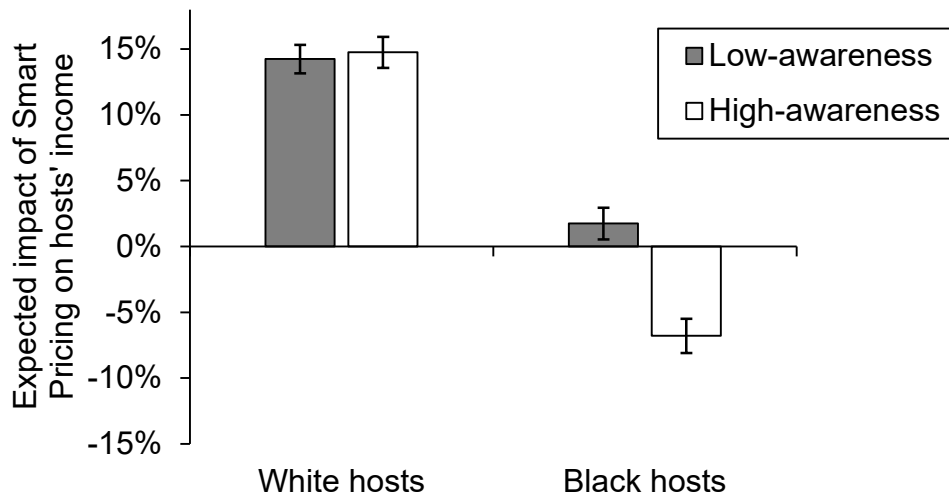 Expected impact of Smart
Pricing on hosts' income
15%
10%
5%
0%
-5%
-10%
-15%
Low-awareness
High-awareness
White hosts
Black hosts